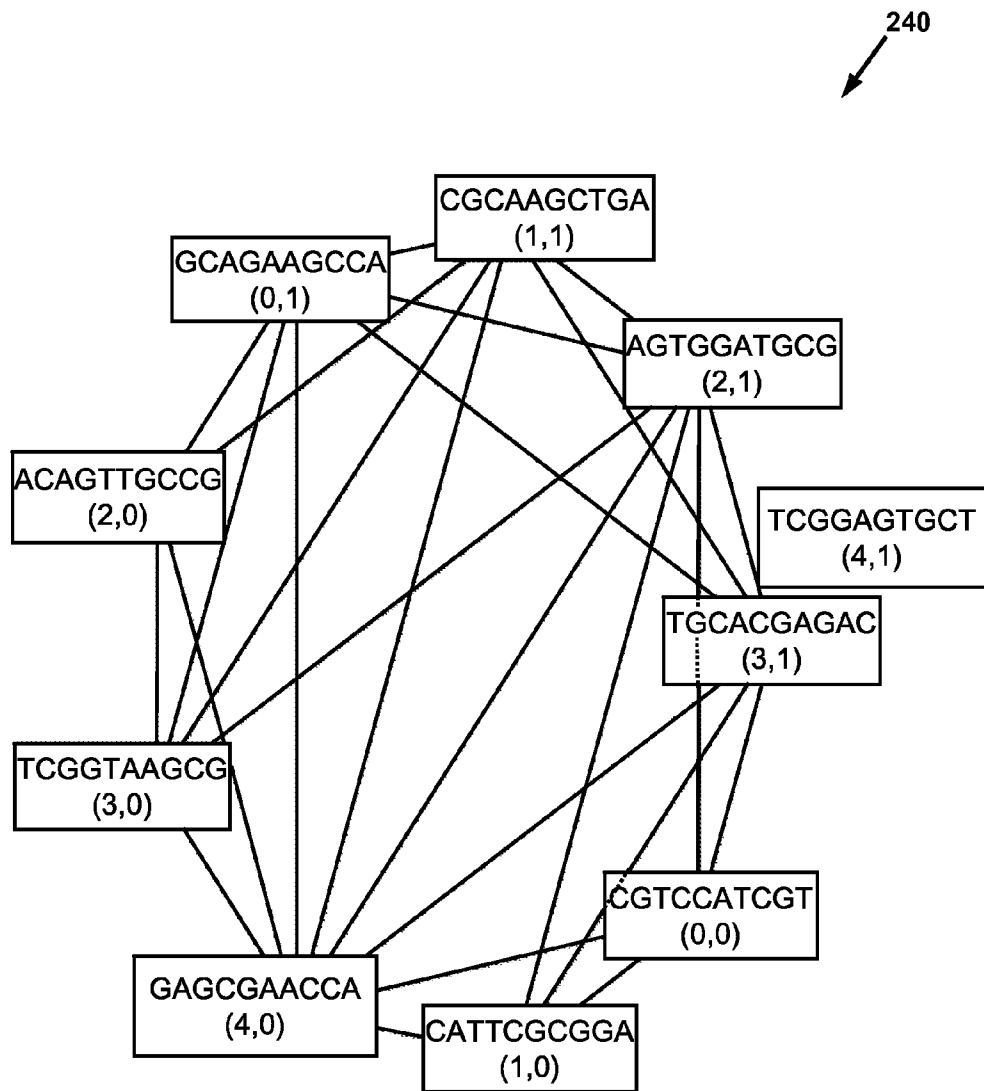 240
CGCAAGCTGA
(1,1)
GCAGAAGCCA
(0,1)
AGTGGATGCG
(2,1)
ACAGTTGCCG
(2,0)
TCGGAGTGCT
(4,1)
TGCACGAGAC
(3,1)
TCGGTAAGCG
(3,0)
CGTCCATCGT
(0,0)
GAGCGAACCA
(4,0)
CATTCGCGGA
(1,0)